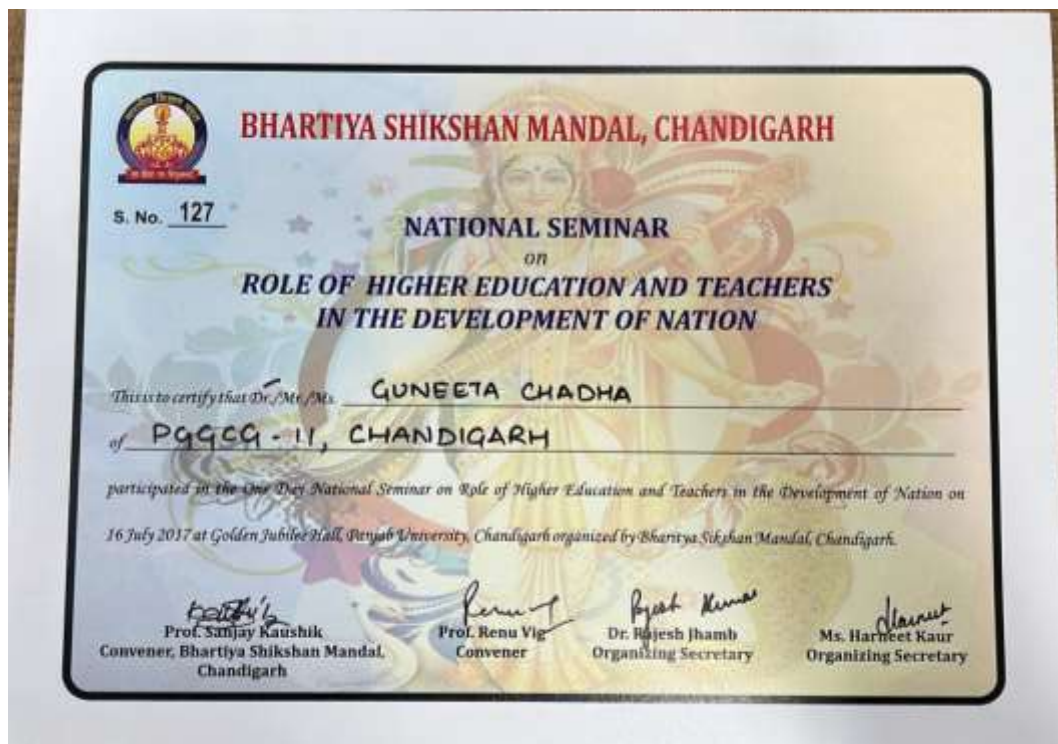 BHARTIYA SHIKSHAN MANDAL, CHANDIGARH
S. No. 127
NATIONAL SEMINAR
on
ROLE OF HIGHER EDUCATION AND TEACHERS
IN THE DEVELOPMENT OF NATION
This is to certify that Dr./Mr./Ms. GUNEETA CHADHA
of PGGCG-11, CHANDIGARH
participated in the One Day National Seminar on Role of Higher Education and Teachers in the Development of Nation on
16 July 2017 at Golden Jubilee Hall, Panjab University, Chandigarh organized by Bharitya Sikshan Mandal, Chandigarh.
Prof. Sanjay Kaushik
Convener, Bhartiya Shikshan Mandal,
Chandigarh
Prof. Renu Vig
Convener
Dr. Rajesh Jhamb
Organizing Secretary
Ms. Harneet Kaur
Organizing Secretary